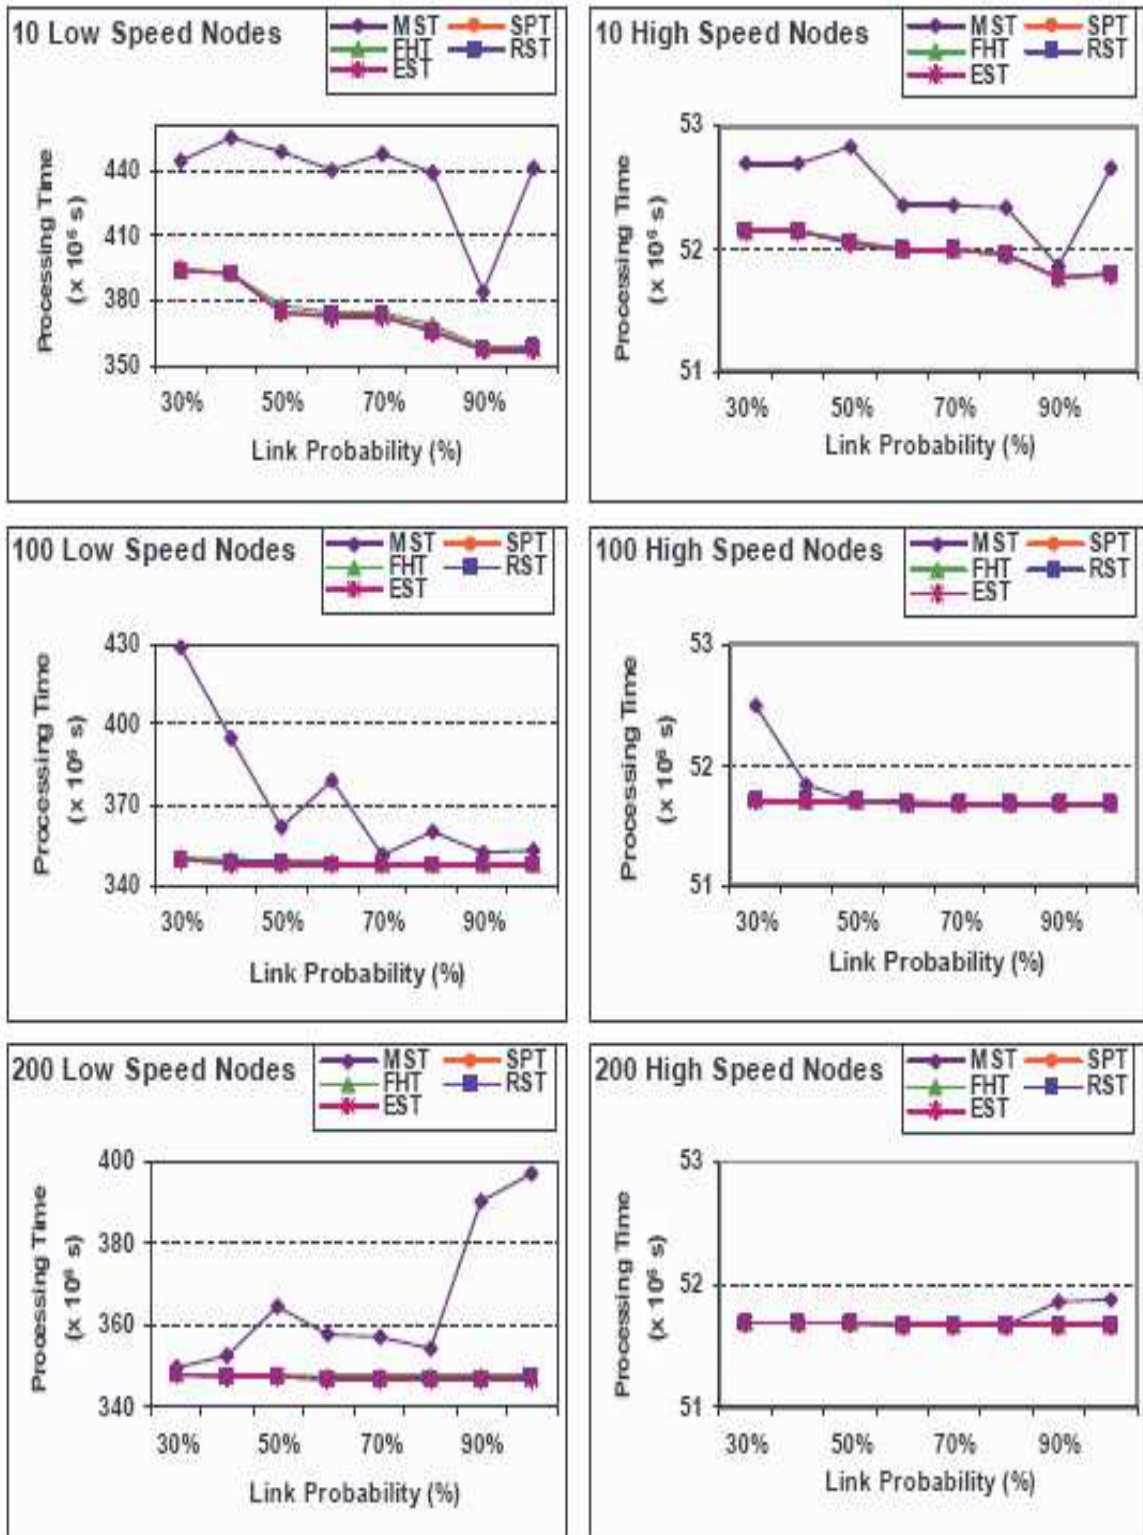 10 Low Speed Nodes
MST SPT
FHT RST
EST
Processing Time
(x 10⁶ s)
440
410
380
350
30% 50% 70% 90%
Link Probability (%)
10 High Speed Nodes
MST SPT
FHT RST
EST
Processing Time
(x 10⁶ s)
53
52
51
30% 50% 70% 90%
Link Probability (%)
100 Low Speed Nodes
MST SPT
FHT RST
EST
Processing Time
(x 10⁶ s)
430
400
370
340
30% 50% 70% 90%
Link Probability (%)
100 High Speed Nodes
MST SPT
FHT RST
EST
Processing Time
(x 10⁶ s)
53
52
51
30% 50% 70% 90%
Link Probability (%)
200 Low Speed Nodes
MST SPT
FHT RST
EST
Processing Time
(x 10⁶ s)
400
380
360
340
30% 50% 70% 90%
Link Probability (%)
200 High Speed Nodes
MST SPT
FHT RST
EST
Processing Time
(x 10⁶ s)
53
52
51
30% 50% 70% 90%
Link Probability (%)